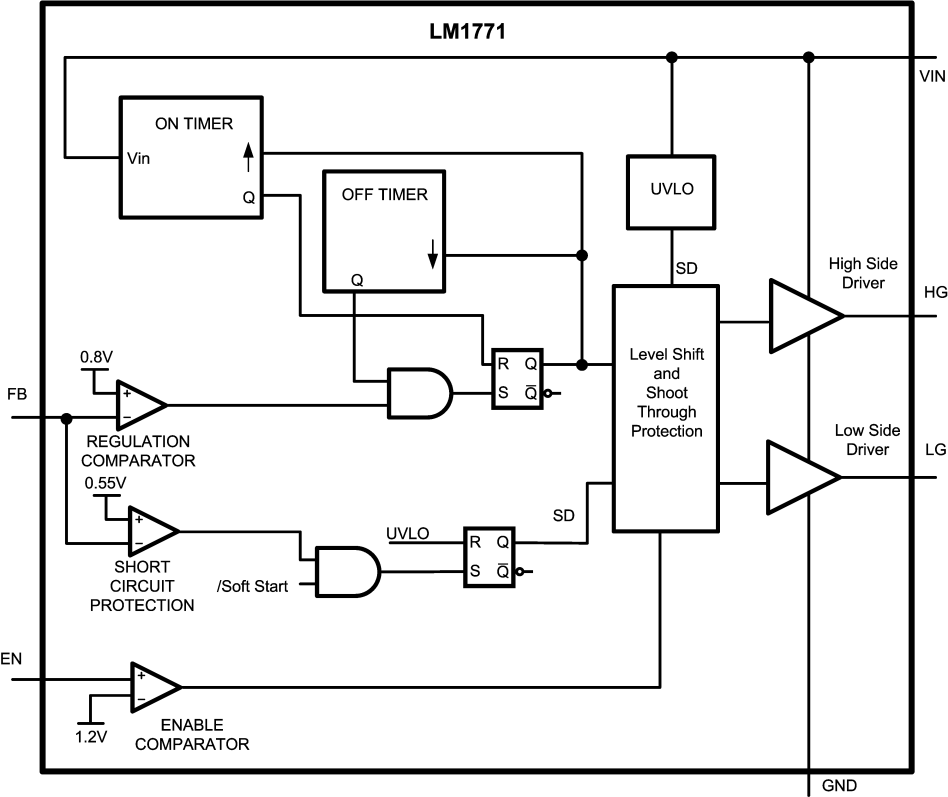 LM1771
VIN
ON TIMER
Vin
Q
OFF TIMER
Q
UVLO
SD
High Side
Driver
HG
0.8V
FB
+
−
REGULATION
COMPARATOR
R Q
S Q̅
Level Shift
and
Shoot
Through
Protection
Low Side
Driver
LG
0.55V
+
−
SHORT
CIRCUIT
PROTECTION
/Soft Start
UVLO
R Q
S Q̅
SD
EN
+
−
1.2V
ENABLE
COMPARATOR
GND